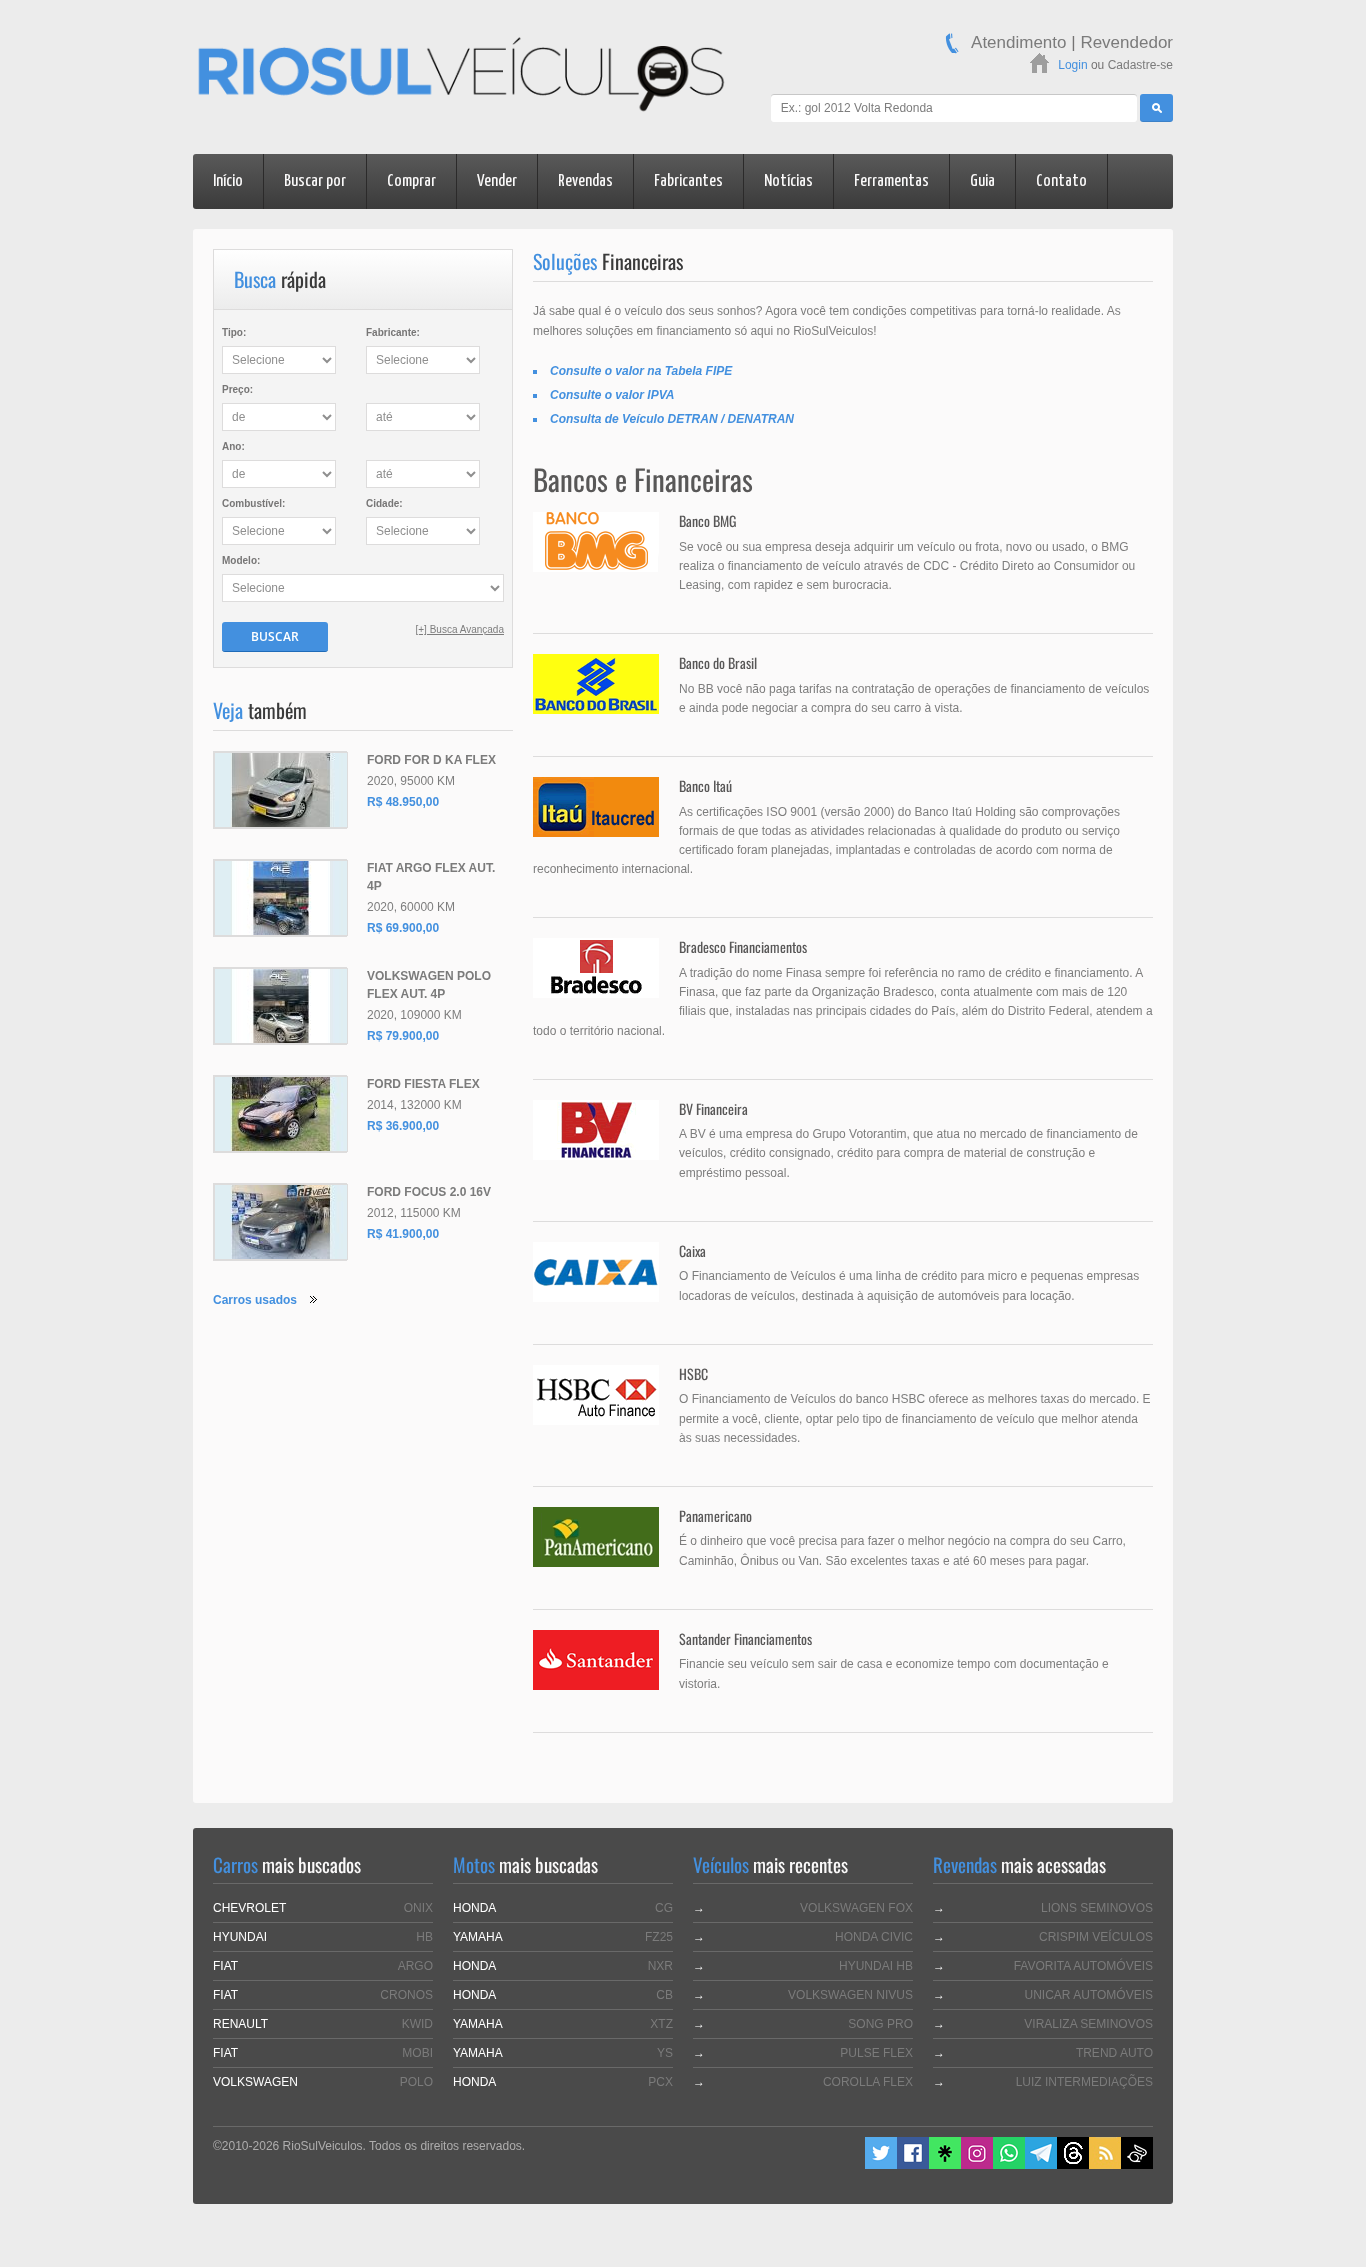 RIOSULVEÍCULOS
Atendimento | Revendedor
Login ou Cadastre-se
Ex.: gol 2012 Volta Redonda
Início
Buscar por
Comprar
Vender
Revendas
Fabricantes
Notícias
Ferramentas
Guia
Contato
Busca rápida
Tipo:
Fabricante:
Selecione
Selecione
Preço:
de
até
Ano:
de
até
Combustível:
Cidade:
Selecione
Selecione
Modelo:
Selecione
BUSCAR
[+] Busca Avançada
Veja também
FORD FOR D KA FLEX
2020, 95000 KM
R$ 48.950,00
FIAT ARGO FLEX AUT.
4P
2020, 60000 KM
R$ 69.900,00
VOLKSWAGEN POLO
FLEX AUT. 4P
2020, 109000 KM
R$ 79.900,00
FORD FIESTA FLEX
2014, 132000 KM
R$ 36.900,00
FORD FOCUS 2.0 16V
2012, 115000 KM
R$ 41.900,00
Carros usados
Soluções Financeiras
Já sabe qual é o veículo dos seus sonhos? Agora você tem condições competitivas para torná-lo realidade. As
melhores soluções em financiamento só aqui no RioSulVeiculos!
Consulte o valor na Tabela FIPE
Consulte o valor IPVA
Consulta de Veículo DETRAN / DENATRAN
Bancos e Financeiras
BANCO
BMG
Banco BMG
Se você ou sua empresa deseja adquirir um veículo ou frota, novo ou usado, o BMG
realiza o financiamento de veículo através de CDC - Crédito Direto ao Consumidor ou
Leasing, com rapidez e sem burocracia.
BANCO DO BRASIL
Banco do Brasil
No BB você não paga tarifas na contratação de operações de financiamento de veículos
e ainda pode negociar a compra do seu carro à vista.
Itaú Itaucred
Banco Itaú
As certificações ISO 9001 (versão 2000) do Banco Itaú Holding são comprovações
formais de que todas as atividades relacionadas à qualidade do produto ou serviço
certificado foram planejadas, implantadas e controladas de acordo com norma de
reconhecimento internacional.
Bradesco
Bradesco Financiamentos
A tradição do nome Finasa sempre foi referência no ramo de crédito e financiamento. A
Finasa, que faz parte da Organização Bradesco, conta atualmente com mais de 120
filiais que, instaladas nas principais cidades do País, além do Distrito Federal, atendem a
todo o território nacional.
BV
FINANCEIRA
BV Financeira
A BV é uma empresa do Grupo Votorantim, que atua no mercado de financiamento de
veículos, crédito consignado, crédito para compra de material de construção e
empréstimo pessoal.
CAIXA
Caixa
O Financiamento de Veículos é uma linha de crédito para micro e pequenas empresas
locadoras de veículos, destinada à aquisição de automóveis para locação.
HSBC
Auto Finance
HSBC
O Financiamento de Veículos do banco HSBC oferece as melhores taxas do mercado. E
permite a você, cliente, optar pelo tipo de financiamento de veículo que melhor atenda
às suas necessidades.
PanAmericano
Panamericano
É o dinheiro que você precisa para fazer o melhor negócio na compra do seu Carro,
Caminhão, Ônibus ou Van. São excelentes taxas e até 60 meses para pagar.
Santander
Santander Financiamentos
Financie seu veículo sem sair de casa e economize tempo com documentação e
vistoria.
Carros mais buscados
CHEVROLET ONIX
HYUNDAI HB
FIAT ARGO
FIAT CRONOS
RENAULT KWID
FIAT MOBI
VOLKSWAGEN POLO
Motos mais buscadas
HONDA CG
YAMAHA FZ25
HONDA NXR
HONDA CB
YAMAHA XTZ
YAMAHA YS
HONDA PCX
Veículos mais recentes
→ VOLKSWAGEN FOX
→ HONDA CIVIC
→ HYUNDAI HB
→ VOLKSWAGEN NIVUS
→ SONG PRO
→ PULSE FLEX
→ COROLLA FLEX
Revendas mais acessadas
→ LIONS SEMINOVOS
→ CRISPIM VEÍCULOS
→ FAVORITA AUTOMÓVEIS
→ UNICAR AUTOMÓVEIS
→ VIRALIZA SEMINOVOS
→ TREND AUTO
→ LUIZ INTERMEDIAÇÕES
©2010-2026 RioSulVeiculos. Todos os direitos reservados.